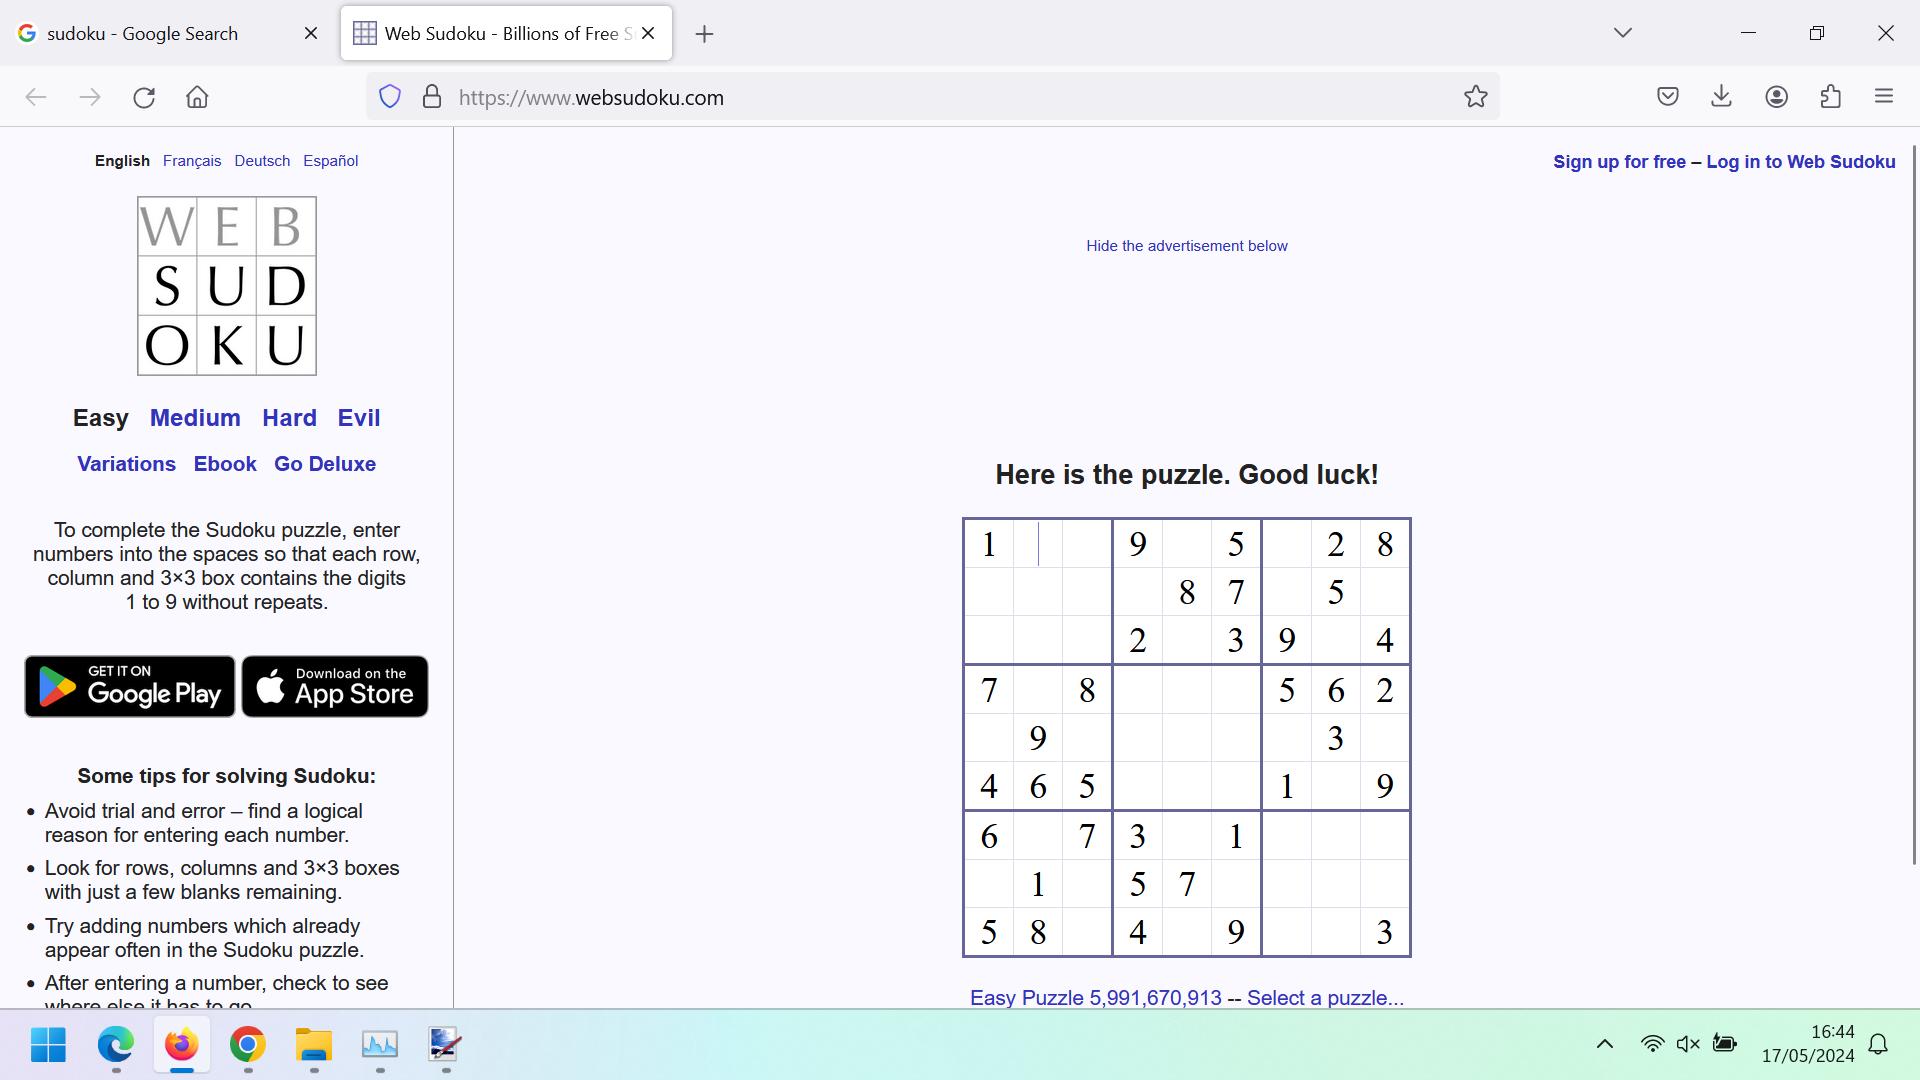 sudoku - Google Search
Web Sudoku - Billions of Free S
https://www.websudoku.com
English Français Deutsch Español
Sign up for free – Log in to Web Sudoku
WEB
SUD
OKU
Hide the advertisement below
Easy Medium Hard Evil
Variations Ebook Go Deluxe
To complete the Sudoku puzzle, enter
numbers into the spaces so that each row,
column and 3×3 box contains the digits
1 to 9 without repeats.
GET IT ON
Google Play
Download on the
App Store
Some tips for solving Sudoku:
• Avoid trial and error – find a logical
reason for entering each number.
• Look for rows, columns and 3×3 boxes
with just a few blanks remaining.
• Try adding numbers which already
appear often in the Sudoku puzzle.
• After entering a number, check to see
where else it has to go.
Here is the puzzle. Good luck!
1 9 5 2 8
8 7 5
2 3 9 4
7 8 5 6 2
9 3
4 6 5 1 9
6 7 3 1
1 5 7
5 8 4 9 3
Easy Puzzle 5,991,670,913 -- Select a puzzle...
16:44
17/05/2024